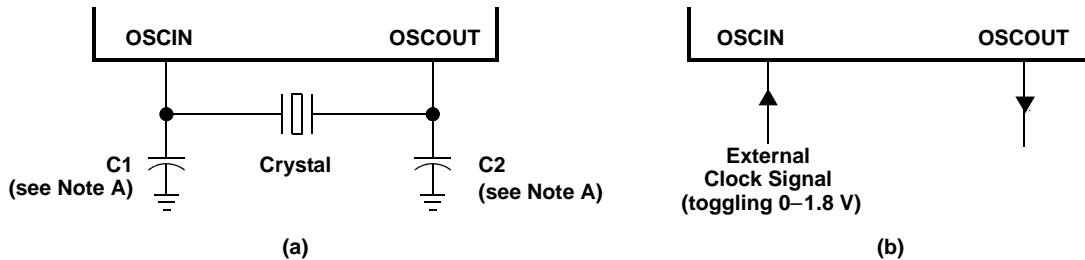 OSCIN
OSCOUT
C1
(see Note A)
Crystal
C2
(see Note A)
(a)
OSCIN
OSCOUT
External
Clock Signal
(toggling 0–1.8 V)
(b)